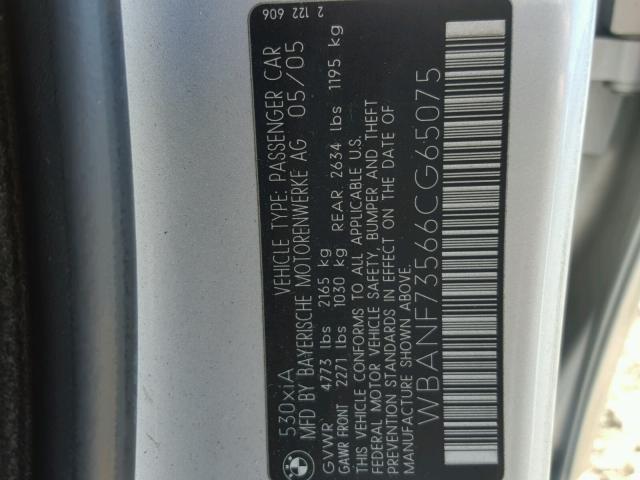 530xiA VEHICLE TYPE: PASSENGER CAR
MFD BY BAYERISCHE MOTORENWERKE AG 05/05
GVWR 4773 lbs 2165 kg
GAWR FRONT 2271 lbs 1030 kg REAR 2634 lbs 1195 kg
THIS VEHICLE CONFORMS TO ALL APPLICABLE U.S.
FEDERAL MOTOR VEHICLE SAFETY, BUMPER AND THEFT
PREVENTION STANDARDS IN EFFECT ON THE DATE OF
MANUFACTURE SHOWN ABOVE.
WBANF73566CG65075
2 122 606